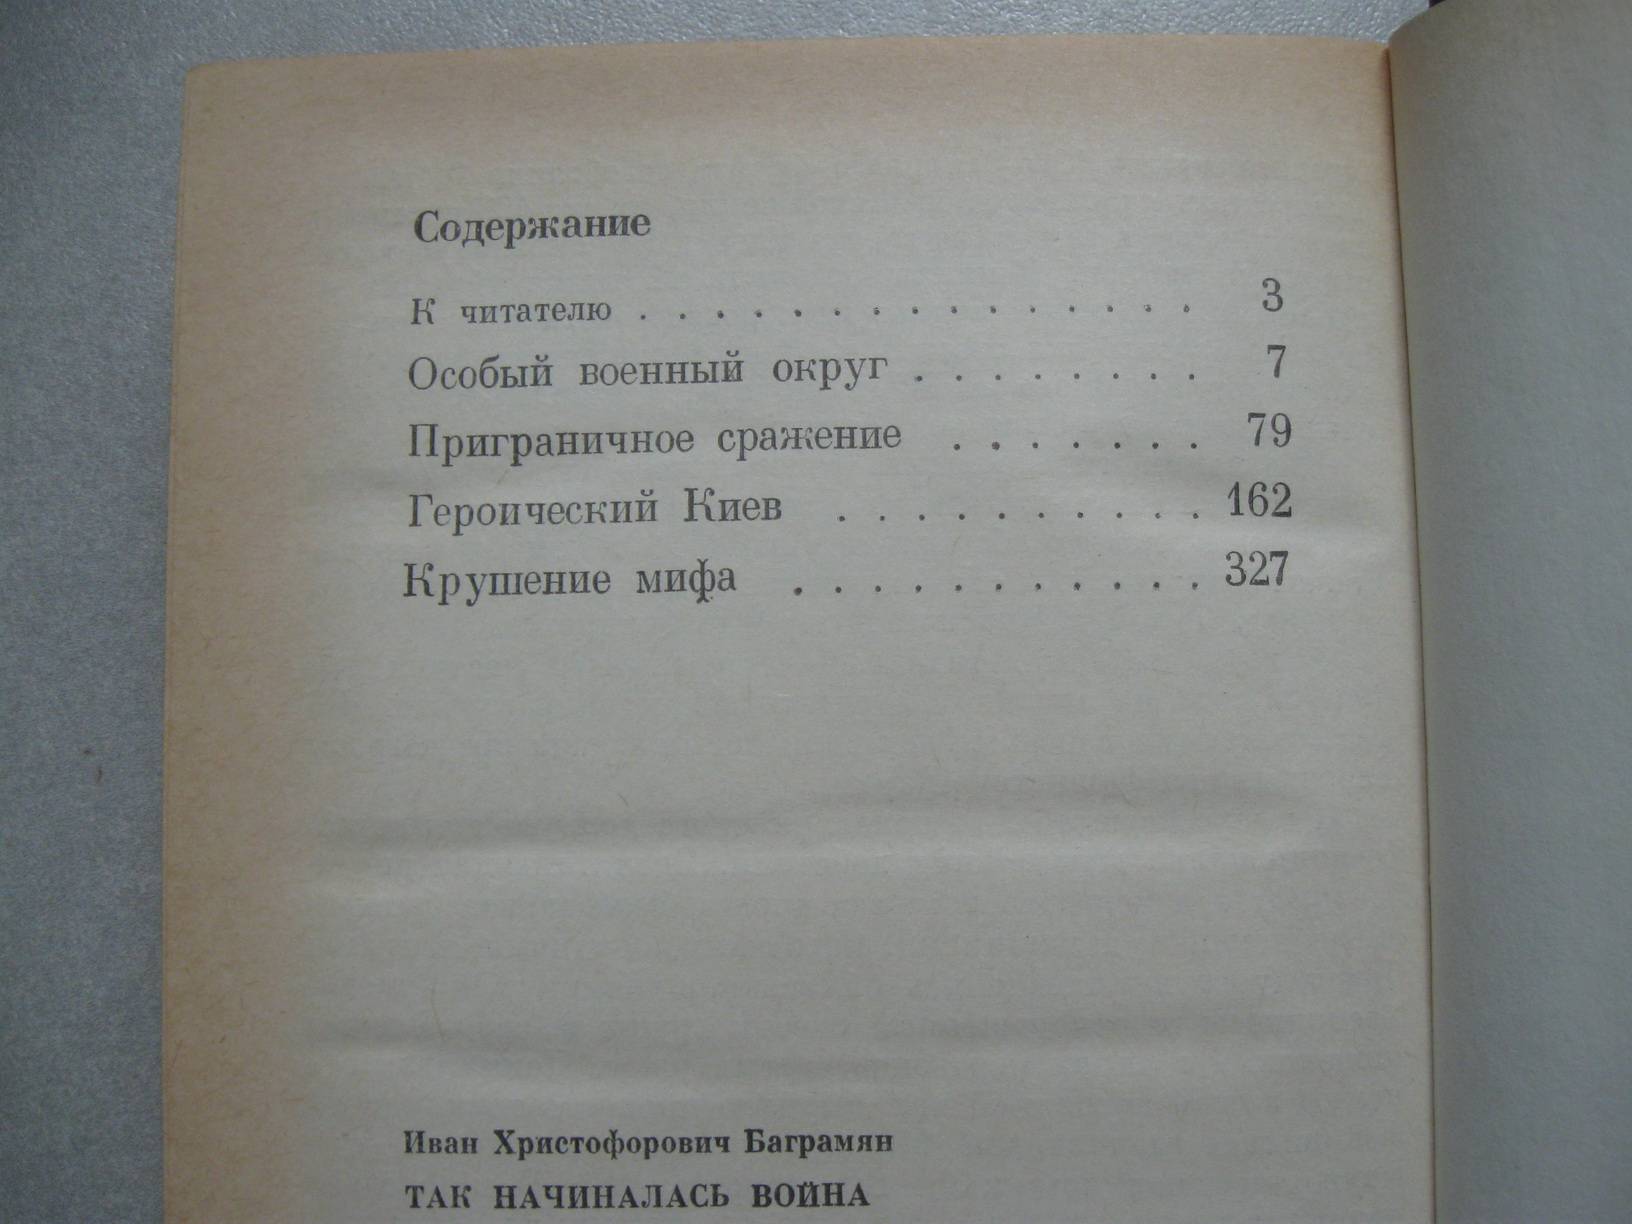 Содержание
К читателю . . . . . . . . . . . . . . . 3
Особый военный округ . . . . . . . . 7
Приграничное сражение . . . . . . . 79
Героический Киев . . . . . . . . . . 162
Крушение мифа . . . . . . . . . . . 327
Иван Христофорович Баграмян
ТАК НАЧИНАЛАСЬ ВОЙНА